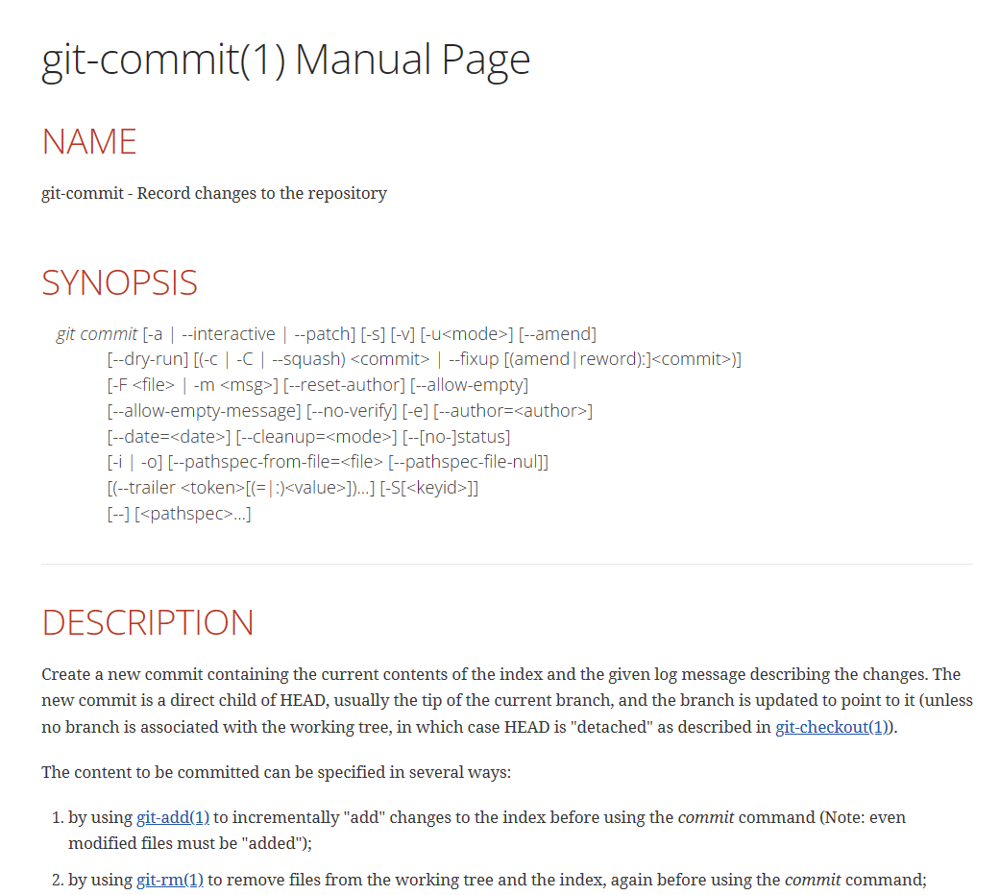 git-commit(1) Manual Page
NAME
git-commit - Record changes to the repository
SYNOPSIS
git commit [-a | --interactive | --patch] [-s] [-v] [-u<mode>] [--amend]
[--dry-run] [(-c | -C | --squash) <commit> | --fixup [(amend|reword):]<commit>)]
[-F <file> | -m <msg>] [--reset-author] [--allow-empty]
[--allow-empty-message] [--no-verify] [-e] [--author=<author>]
[--date=<date>] [--cleanup=<mode>] [--[no-]status]
[-i | -o] [--pathspec-from-file=<file> [--pathspec-file-nul]]
[(--trailer <token>[(=|:)<value>])…​] [-S[<keyid>]]
[--] [<pathspec>…​]
DESCRIPTION
Create a new commit containing the current contents of the index and the given log message describing the changes. The
new commit is a direct child of HEAD, usually the tip of the current branch, and the branch is updated to point to it (unless
no branch is associated with the working tree, in which case HEAD is "detached" as described in git-checkout(1)).
The content to be committed can be specified in several ways:
1. by using git-add(1) to incrementally "add" changes to the index before using the commit command (Note: even
modified files must be "added");
2. by using git-rm(1) to remove files from the working tree and the index, again before using the commit command;